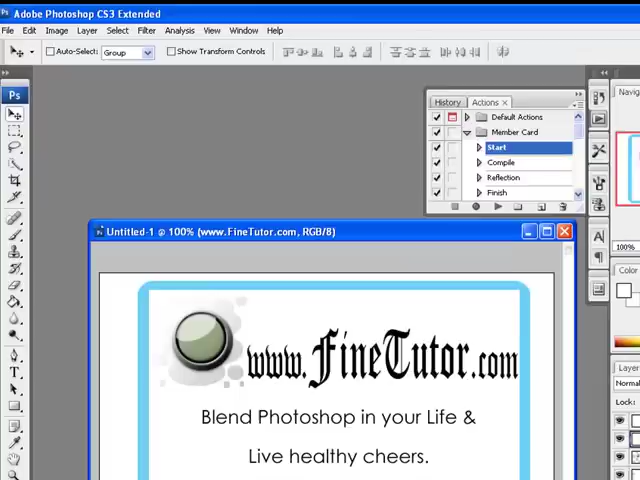 Adobe Photoshop CS3 Extended
File Edit Image Layer Select Filter Analysis View Window Help
Auto-Select: Group Show Transform Controls
Ps
History Actions ×
Default Actions
Member Card
Start
Compile
Reflection
Finish
Navig
100%
Color
Layer
Normal
Lock:
Untitled-1 @ 100% (www.FineTutor.com, RGB/8)
www.FineTutor.com
Blend Photoshop in your Life &
Live healthy cheers.